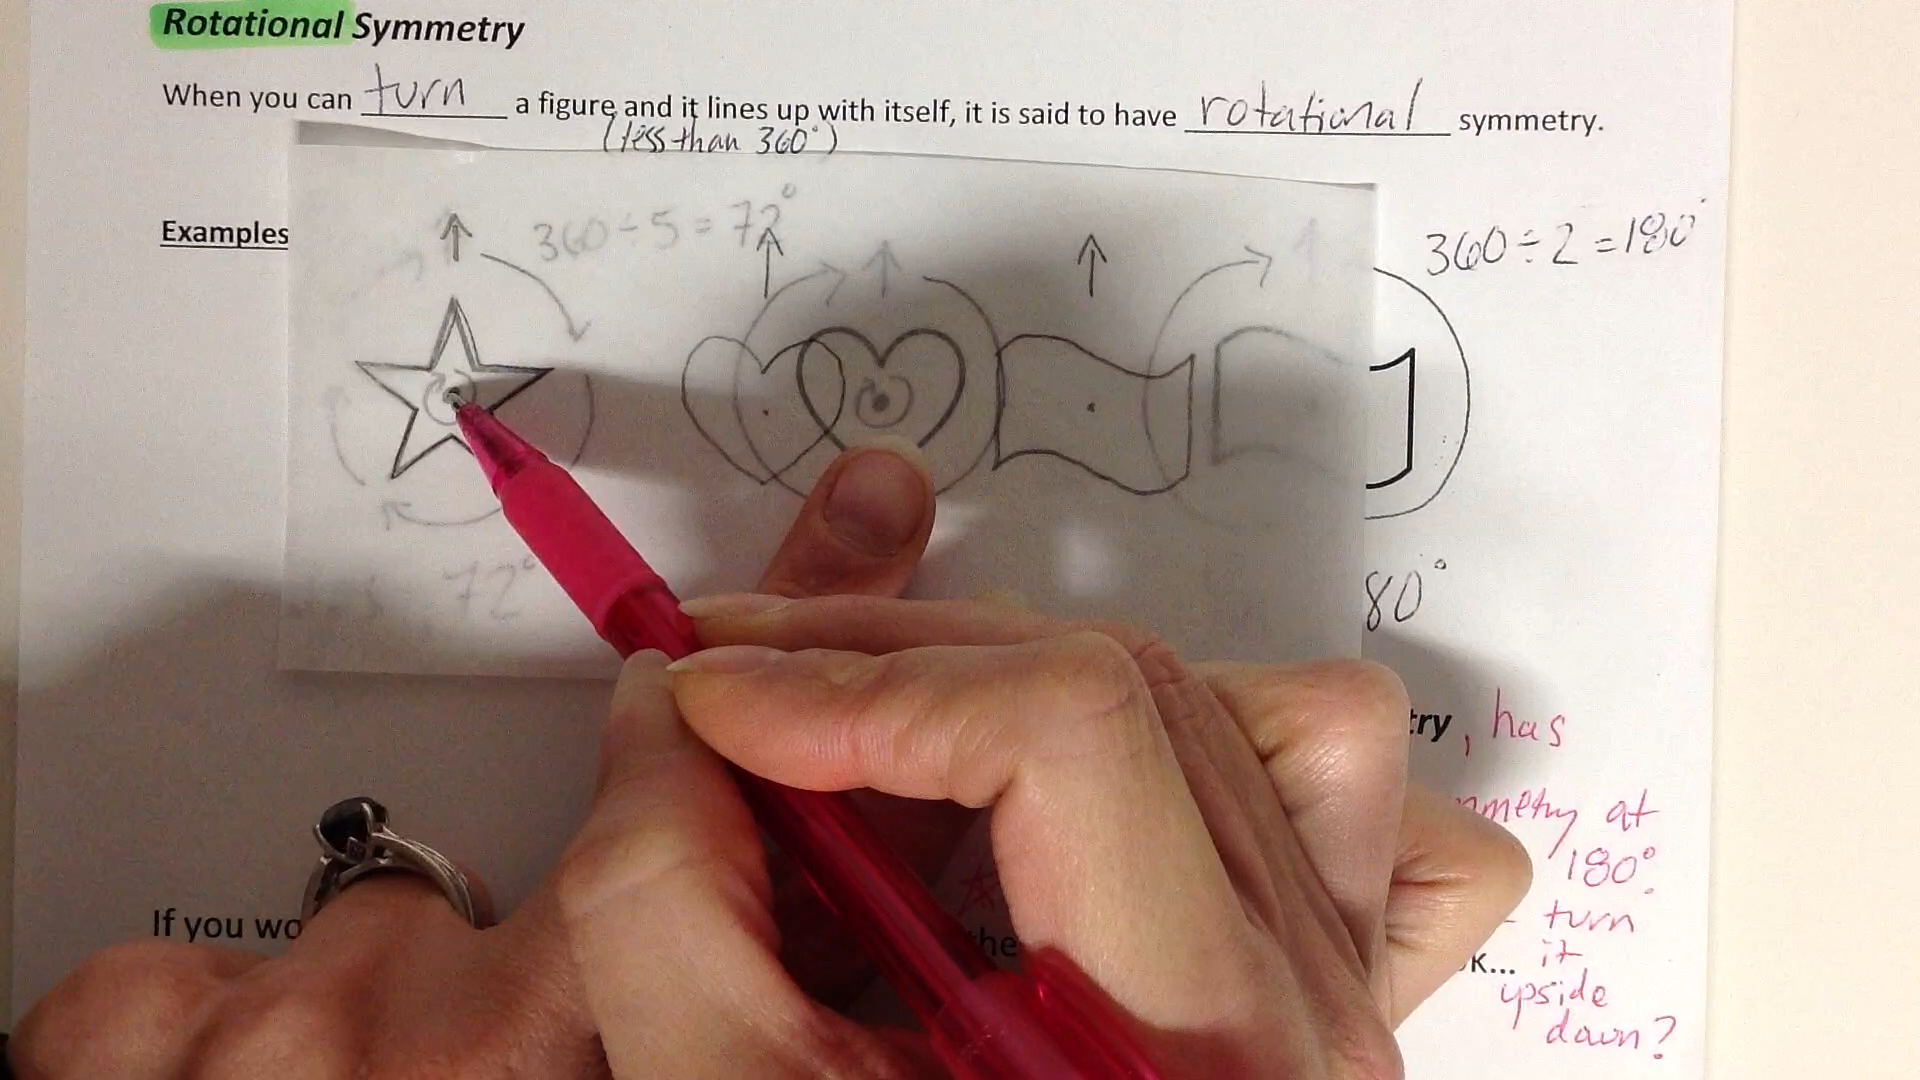 Rotational Symmetry
When you can turn a figure and it lines up with itself, it is said to have rotational symmetry.
(less than 360°)
Examples
360 ÷ 5 = 72°
360 ÷ 2 = 180°
72°
80°
try, has
mmetry at
180°.
- turn
If you wo
he
K... it
upside
down?